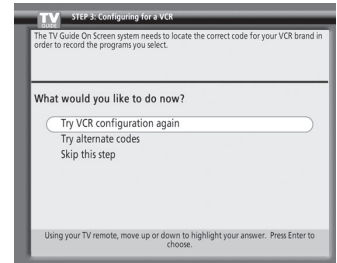 TV
GUIDE
STEP 3: Configuring for a VCR
The TV Guide On Screen system needs to locate the correct code for your VCR brand in
order to record the programs you select.
What would you like to do now?
Try VCR configuration again
Try alternate codes
Skip this step
Using your TV remote, move up or down to highlight your answer. Press Enter to
choose.